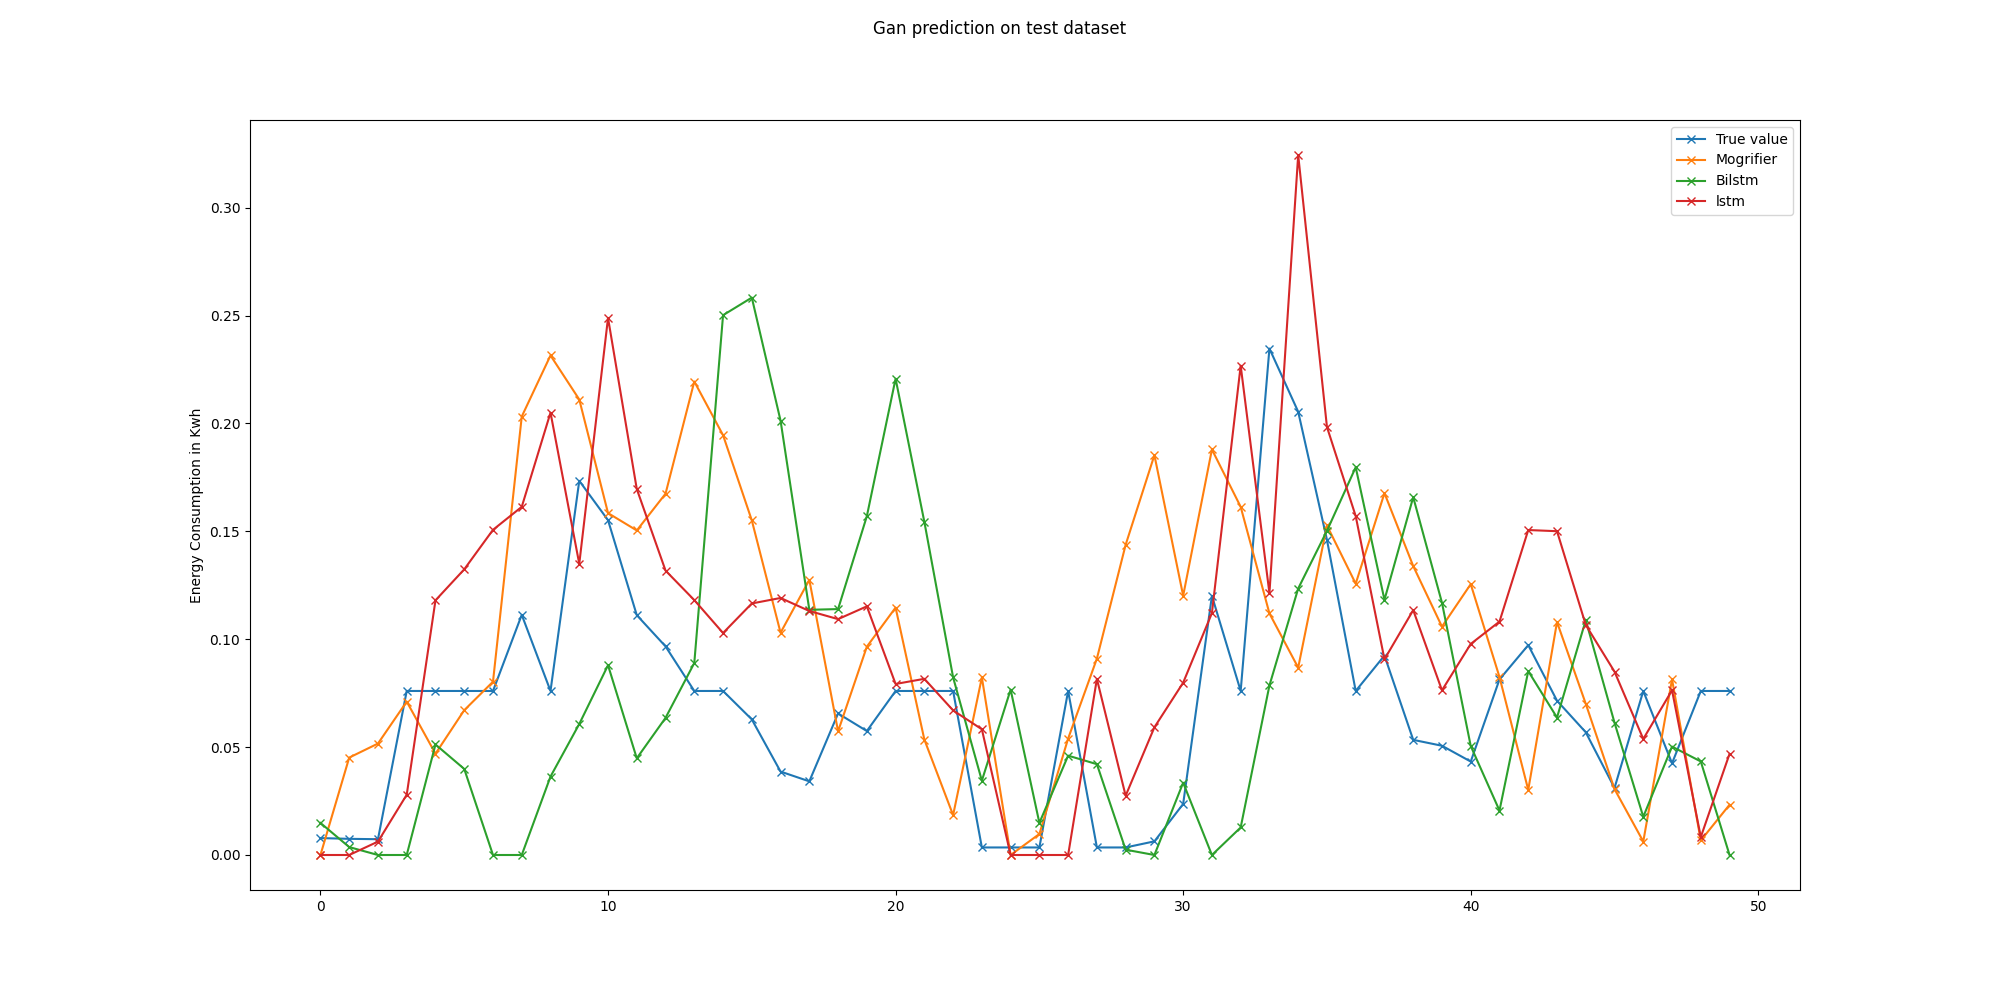 Gan prediction on test dataset
True value
Mogrifier
Bilstm
lstm
Energy Consumption in Kwh
0.30
0.25
0.20
0.15
0.10
0.05
0.00
0 10 20 30 40 50